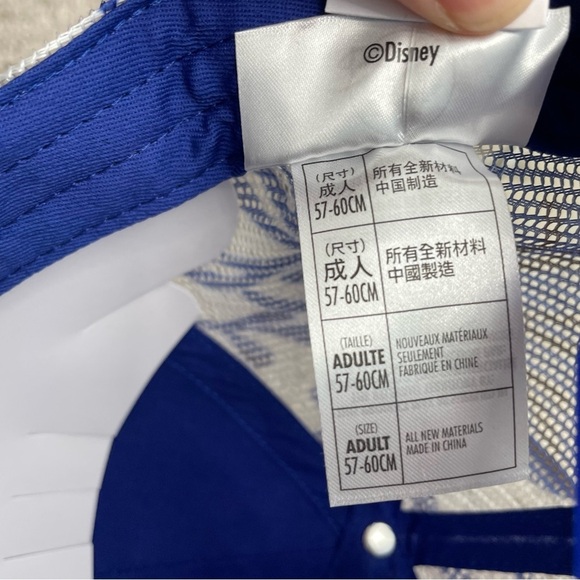 ©Disney
(尺寸)
成人
57-60CM
所有全新材料
中国制造
(尺寸)
成人
57-60CM
所有全新材料
中國製造
(TAILLE)
ADULTE
57-60CM
NOUVEAUX MATÉRIAUX
SEULEMENT
FABRIQUÉ EN CHINE
(SIZE)
ADULT
57-60CM
ALL NEW MATERIALS
MADE IN CHINA